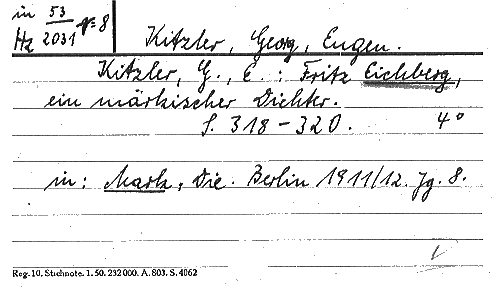 in 53 Jg. 8
Hz 2031
Kitzler, Georg, Eugen.
Kitzler, G., E.: Fritz Eichberg,
ein märkischer Dichter.
S. 318-320. 4°
in: Mark, Die. Berlin 1911/12. Jg. 8.
Reg. 10. Stichnote. 1. 50. 232 000. A. 803. S. 4062